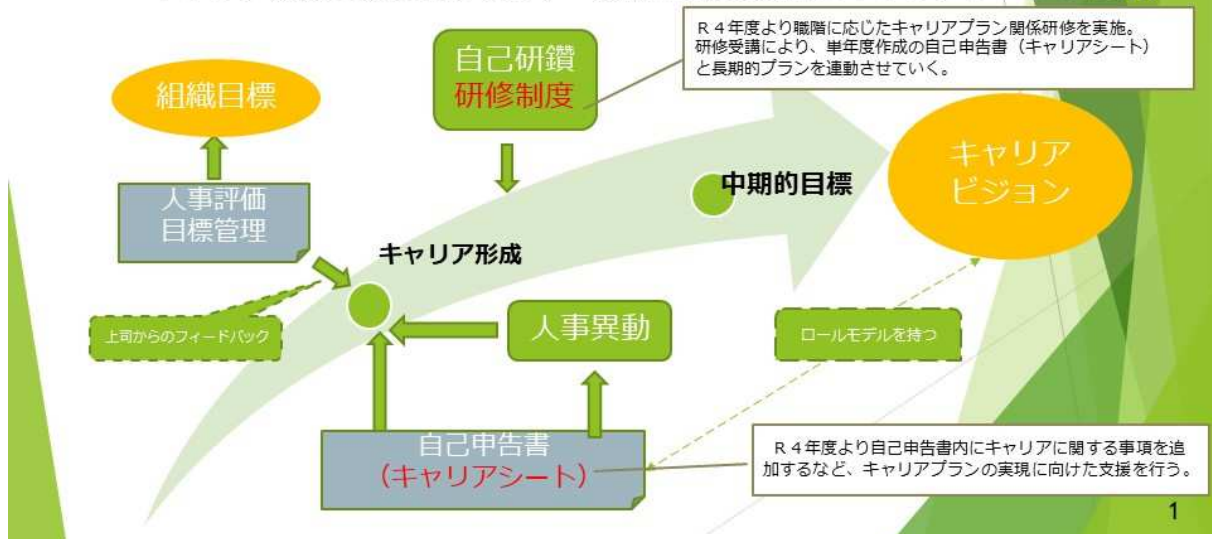 R4年度より職階に応じたキャリアプラン関係研修を実施。
研修受講により、単年度作成の自己申告書（キャリアシート）
と長期的プランを連動させていく。
自己研鑽
研修制度
組織目標
キャリア
ビジョン
中期的目標
人事評価
目標管理
キャリア形成
上司からのフィードバック
人事異動
ロールモデルを持つ
自己申告書
（キャリアシート）
R4年度より自己申告書内にキャリアに関する事項を追
加するなど、キャリアプランの実現に向けた支援を行う。
1